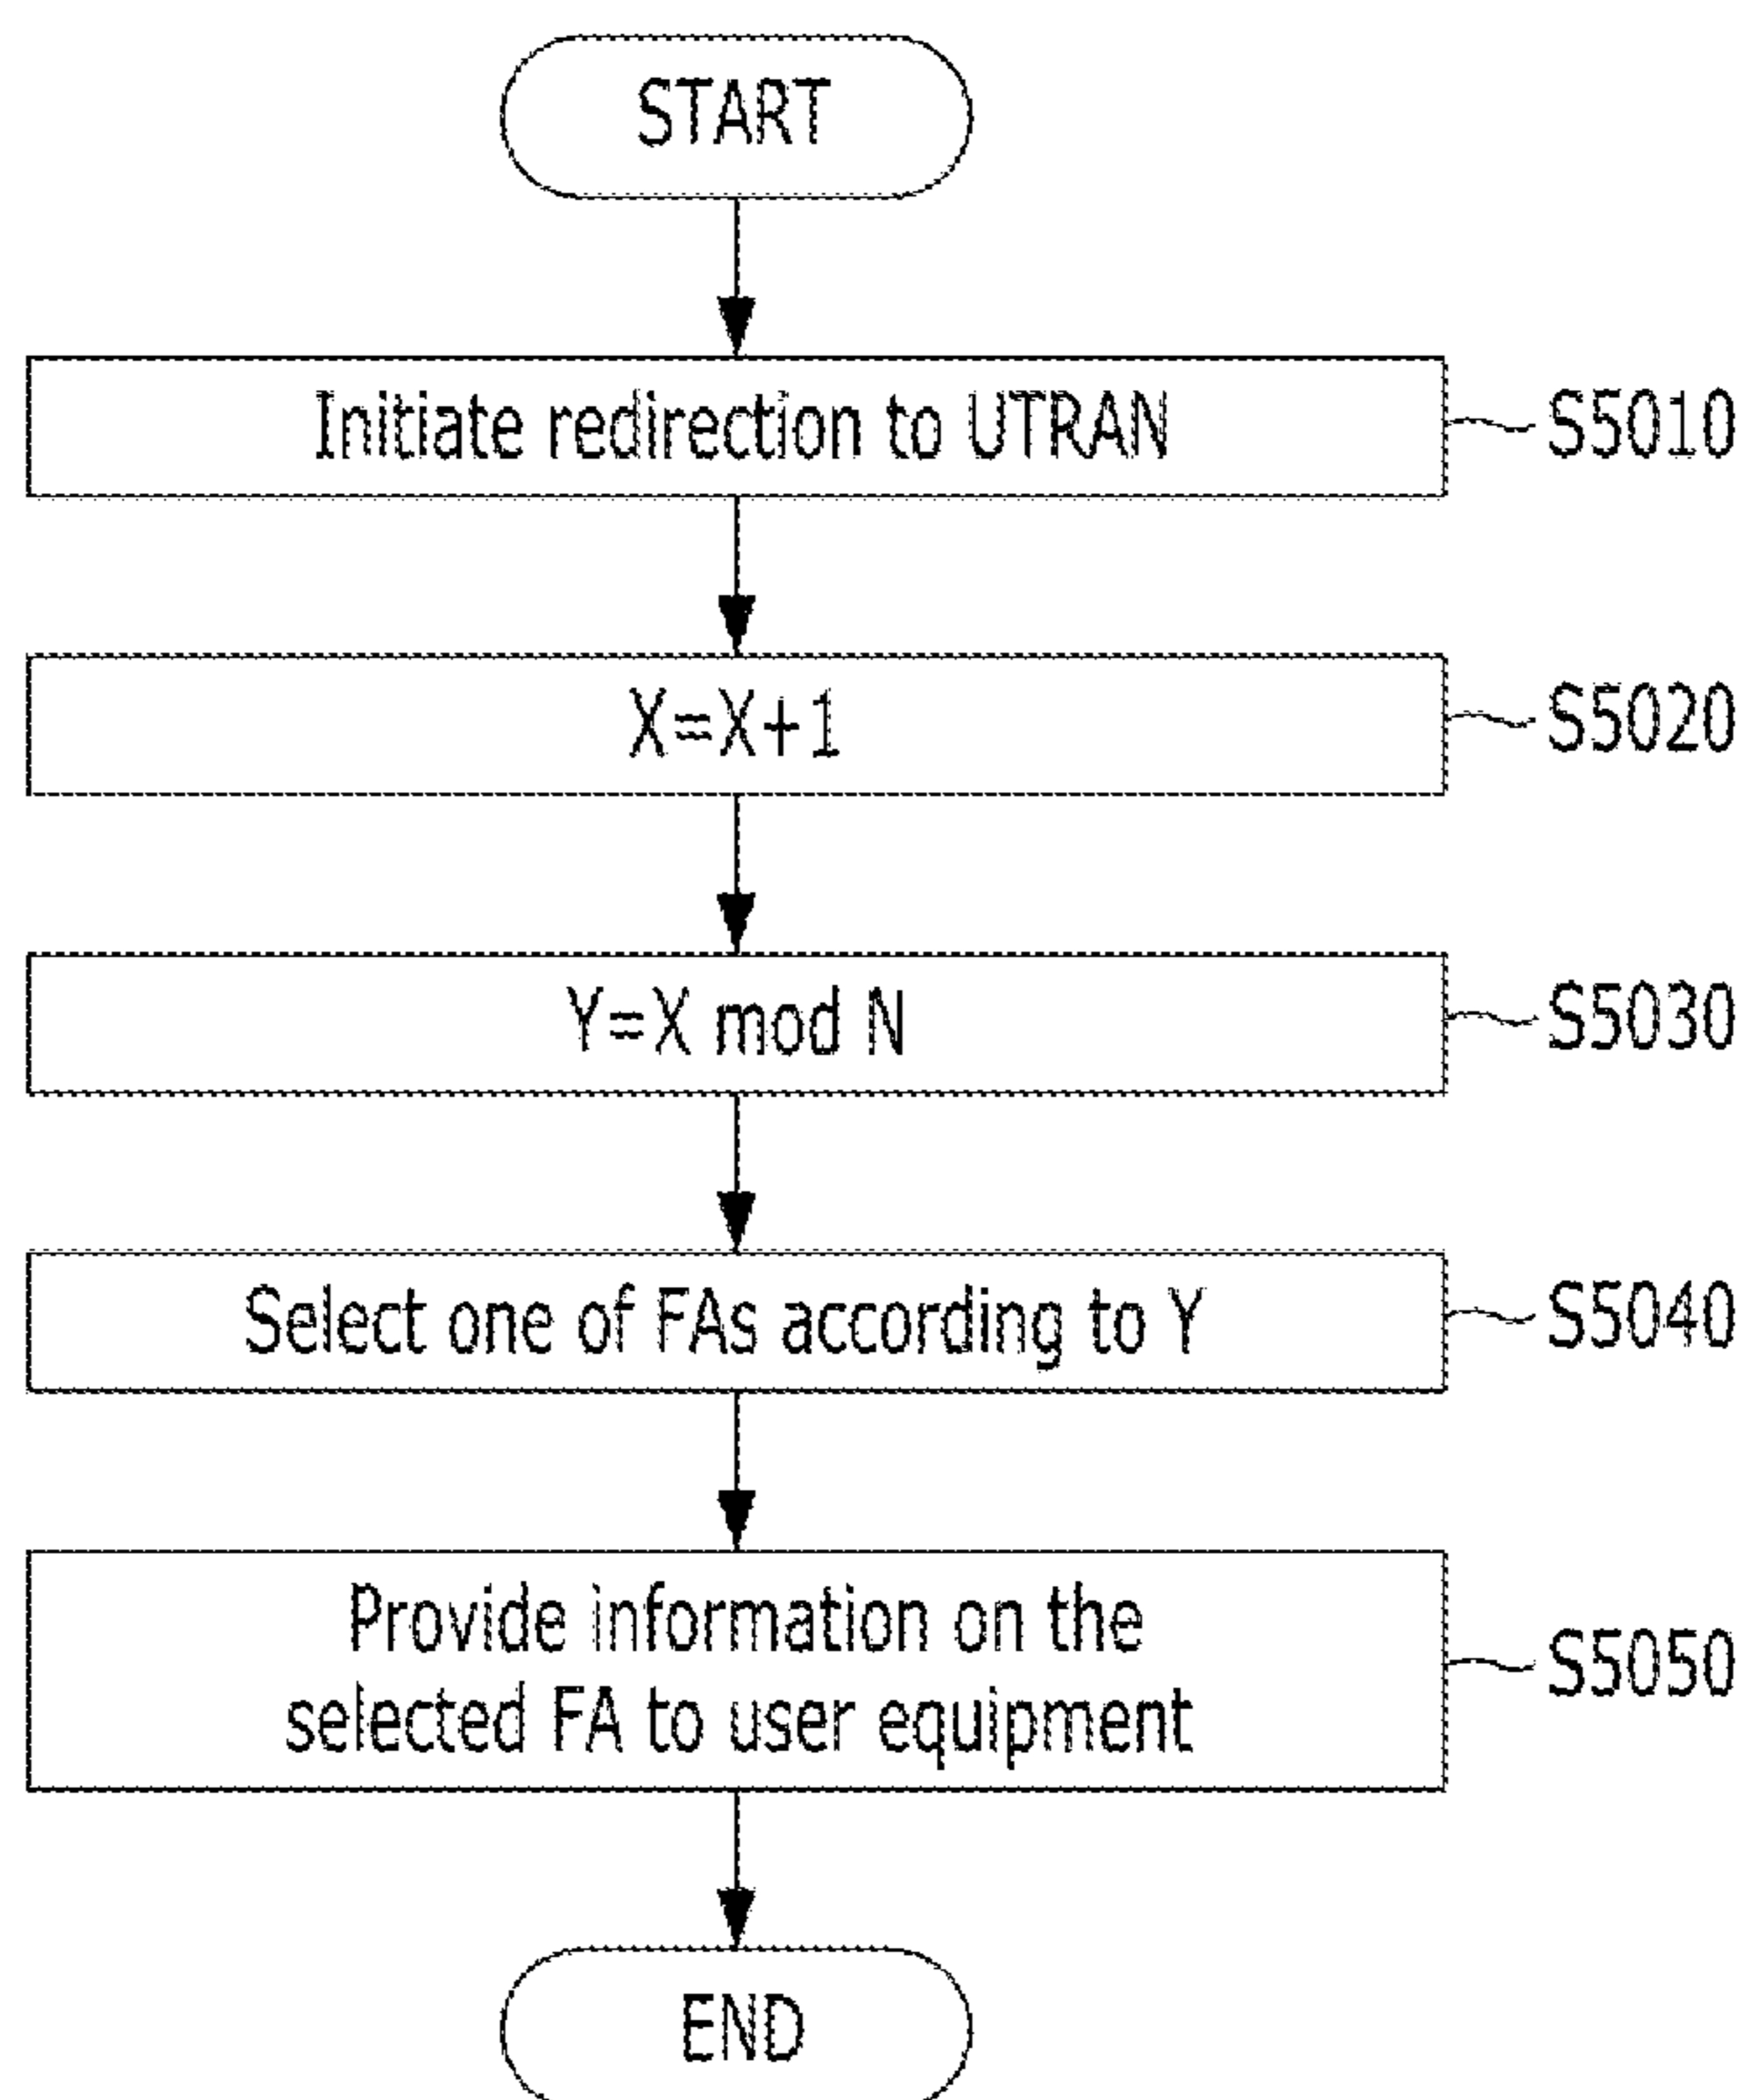 START
Initiate redirection to UTRAN
S5010
X=X+1
S5020
Y=X mod N
S5030
Select one of FAs according to Y
S5040
Provide information on the
selected FA to user equipment
S5050
END